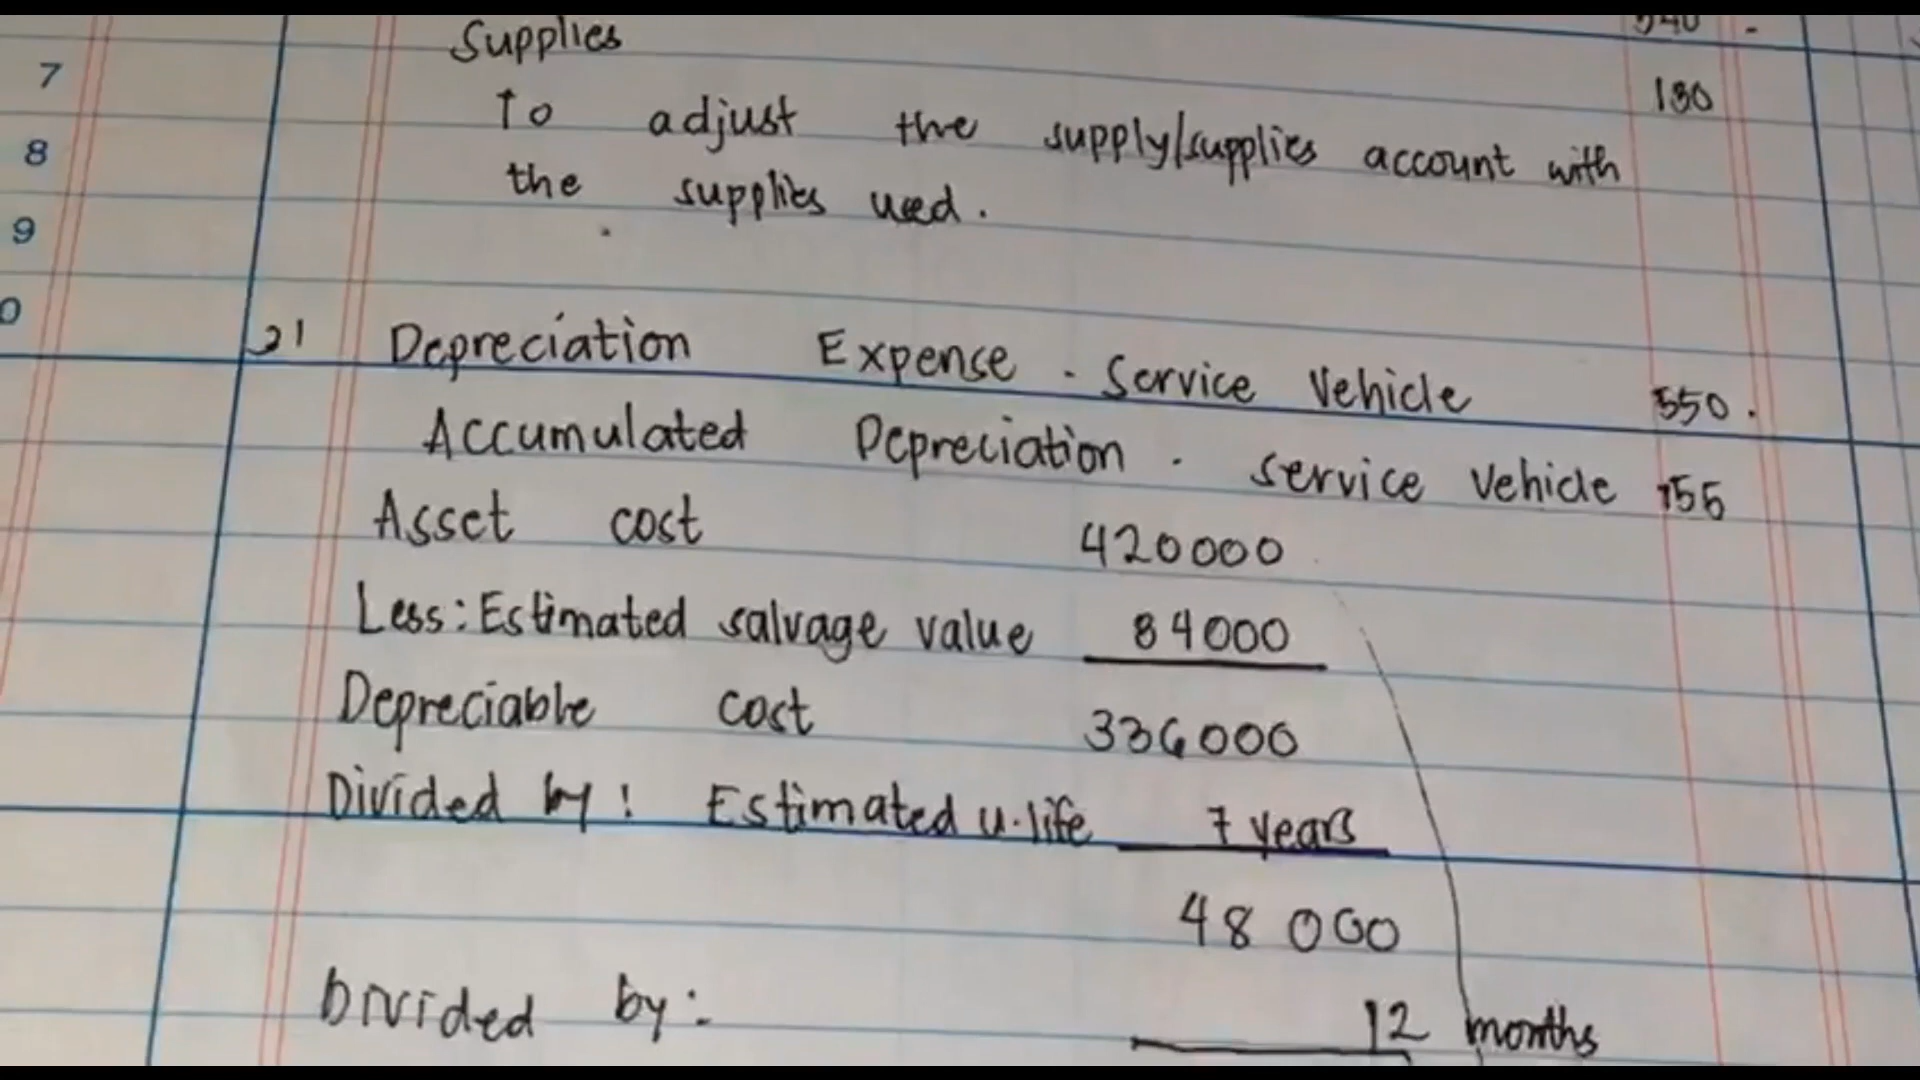 Supplies
7 180
To adjust the supply/supplies account with
8 the supplies used.
9
21 Depreciation Expense - Service Vehicle 550.
Accumulated Depreciation - service Vehicle 155
Asset cost 420000
Less: Estimated salvage value 84000
Depreciable cost 336000
Divided by: Estimated u.life 7 years
48 000
Divided by: 12 months